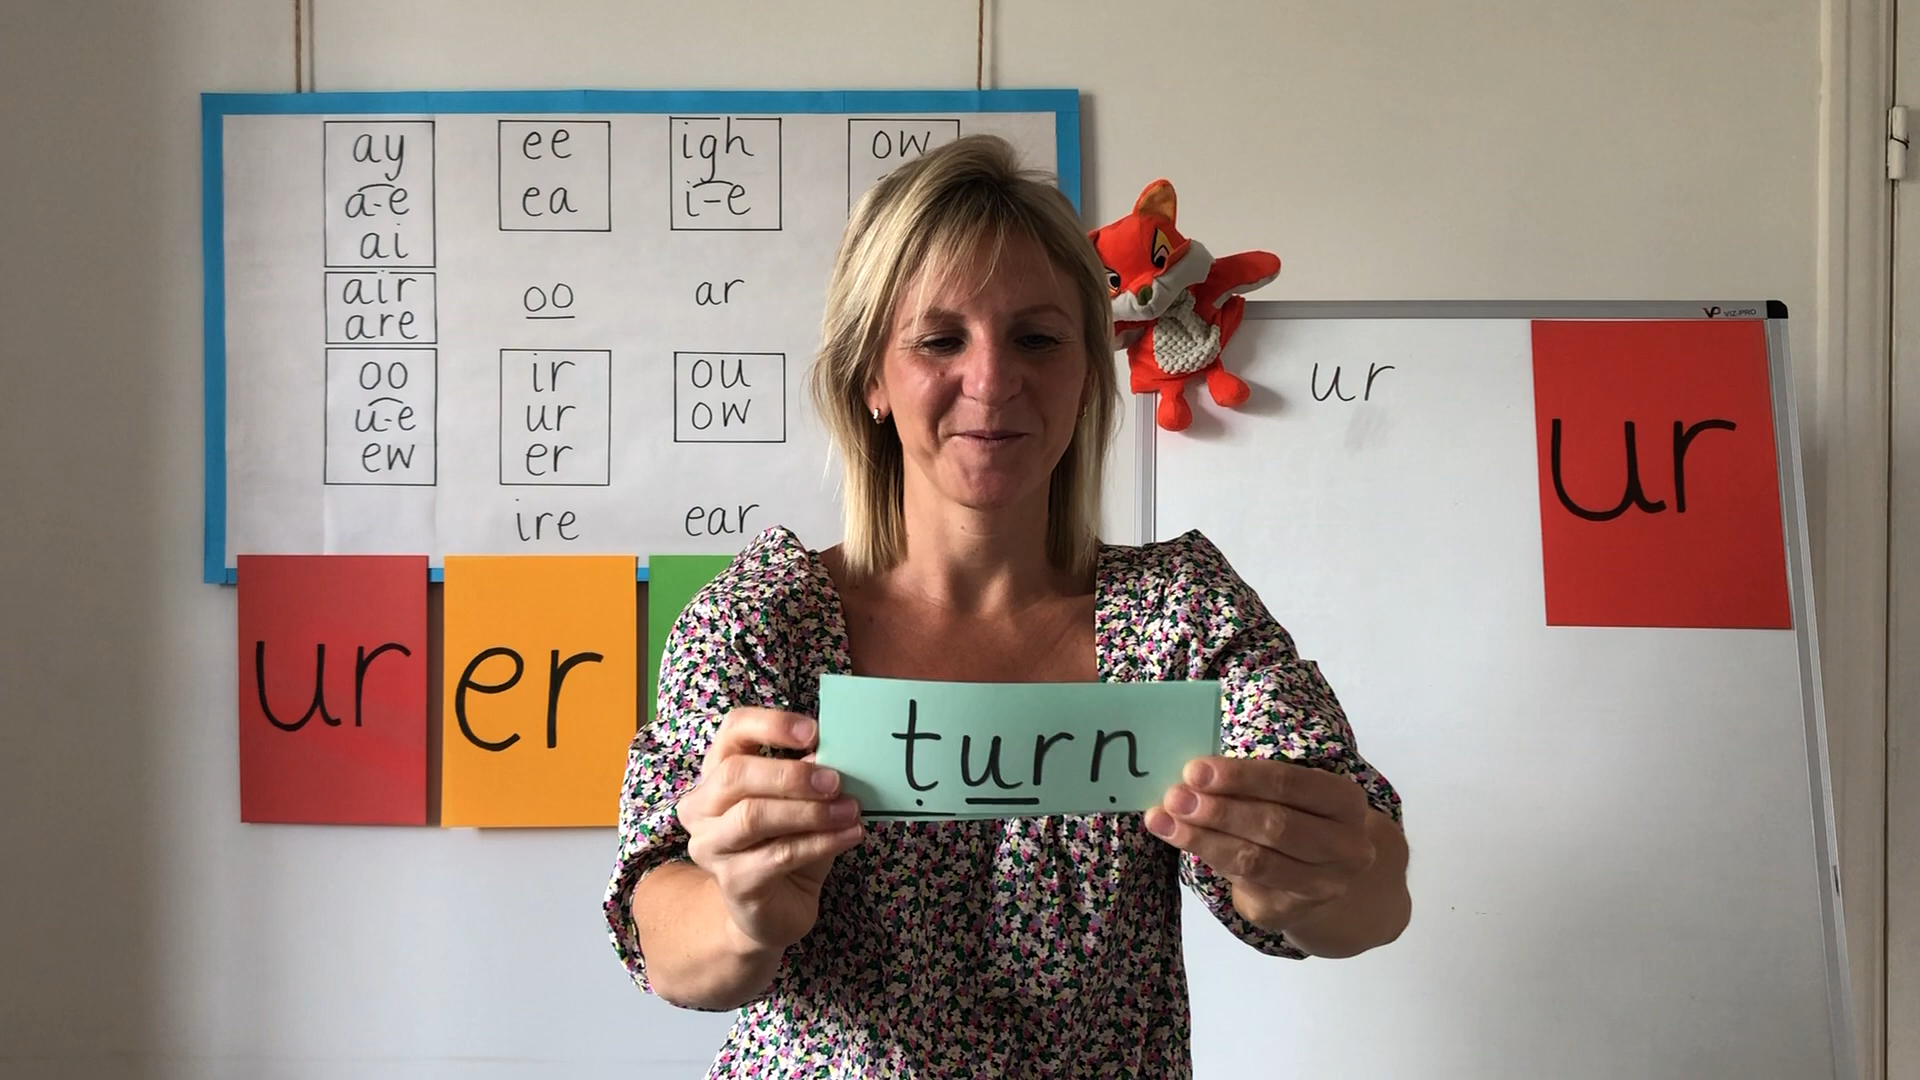 ay
a-e
ai
ee
ea
igh
i-e
ow
air
are
oo
ar
oo
u-e
ew
ir
ur
er
ou
ow
ire
ear
ur
er
turn
VIZ-PRO
ur
ur